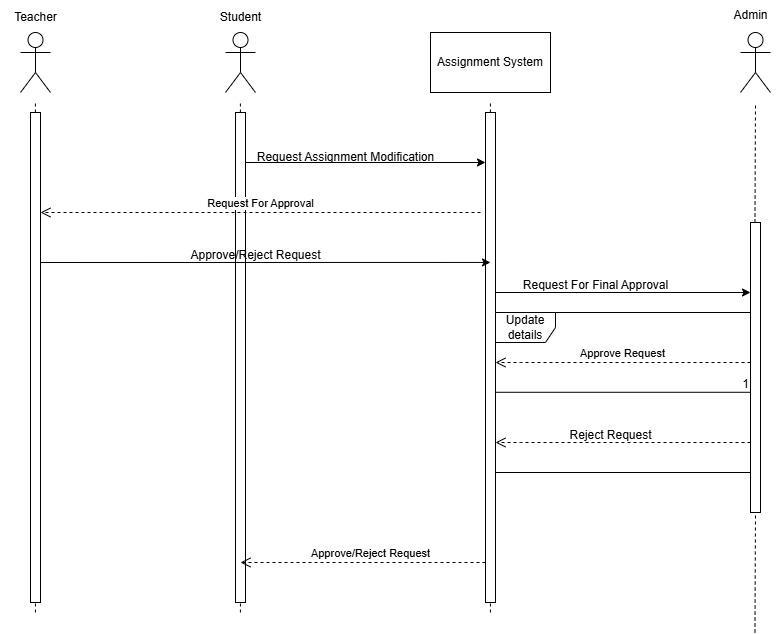 Teacher
Student
Assignment System
Admin
Request Assignment Modification
Request For Approval
Approve/Reject Request
Request For Final Approval
Update
details
Approve Request
1
Reject Request
Approve/Reject Request